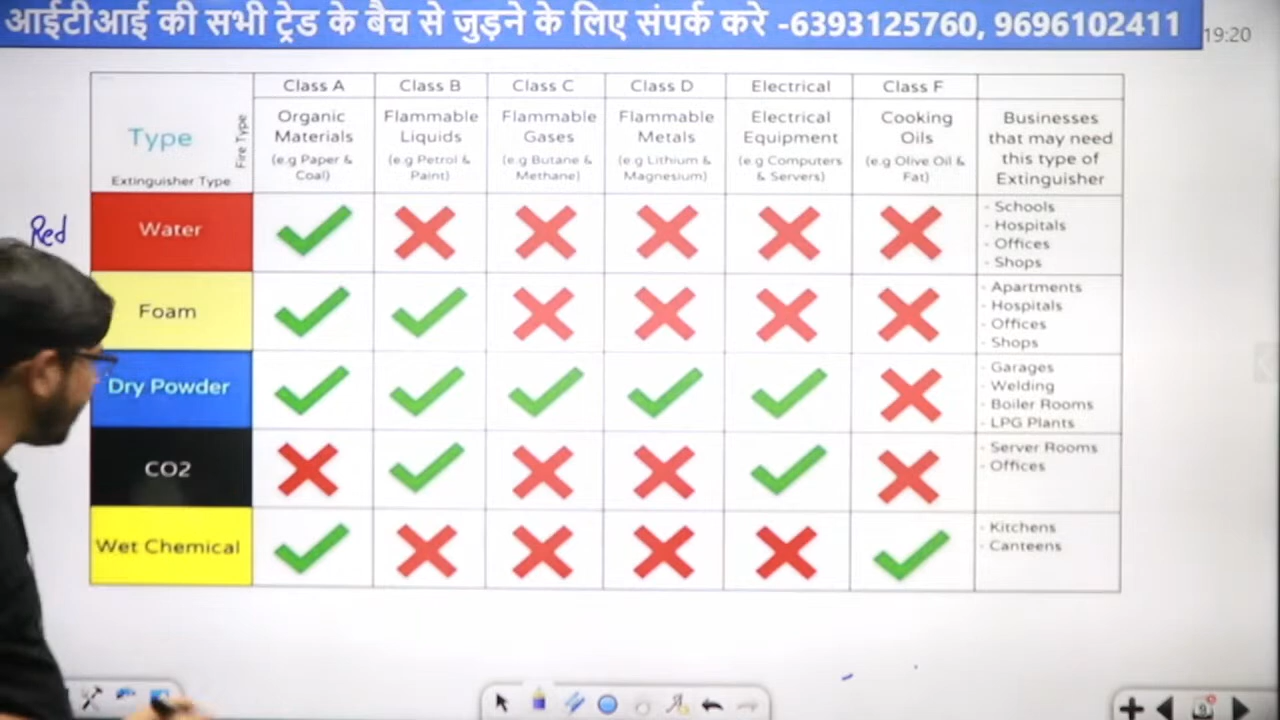 आईटीआई की सभी ट्रेड के बैच से जुड़ने के लिए संपर्क करे -6393125760, 9696102411
19:20
Class A
Class B
Class C
Class D
Electrical
Class F
Type
Fire Type
Extinguisher Type
Organic
Materials
(e.g Paper &
Coal)
Flammable
Liquids
(e.g Petrol &
Paint)
Flammable
Gases
(e.g Butane &
Methane)
Flammable
Metals
(e.g Lithium &
Magnesium)
Electrical
Equipment
(e.g Computers
& Servers)
Cooking
Oils
(e.g Olive Oil &
Fat)
Businesses
that may need
this type of
Extinguisher
Red
Water
- Schools
- Hospitals
- Offices
- Shops
Foam
- Apartments
- Hospitals
- Offices
- Shops
Dry Powder
- Garages
- Welding
- Boiler Rooms
- LPG Plants
CO2
- Server Rooms
- Offices
Wet Chemical
- Kitchens
- Canteens